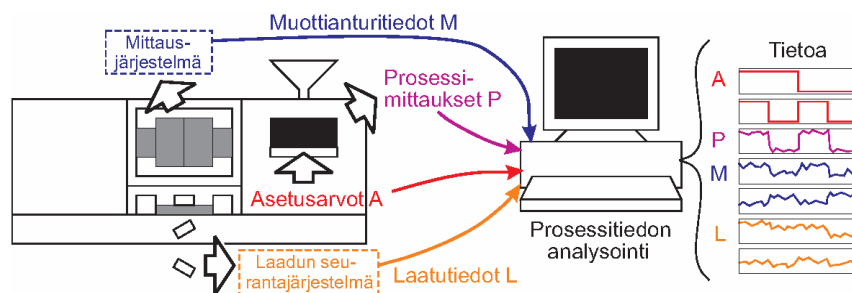 Muottianturitiedot M
Mittaus-
järjestelmä
Prosessi-
mittaukset P
Asetusarvot A
Laadun seu-
rantajärjestelmä
Laatutiedot L
Prosessitiedon
analysointi
Tietoa
A
P
M
L